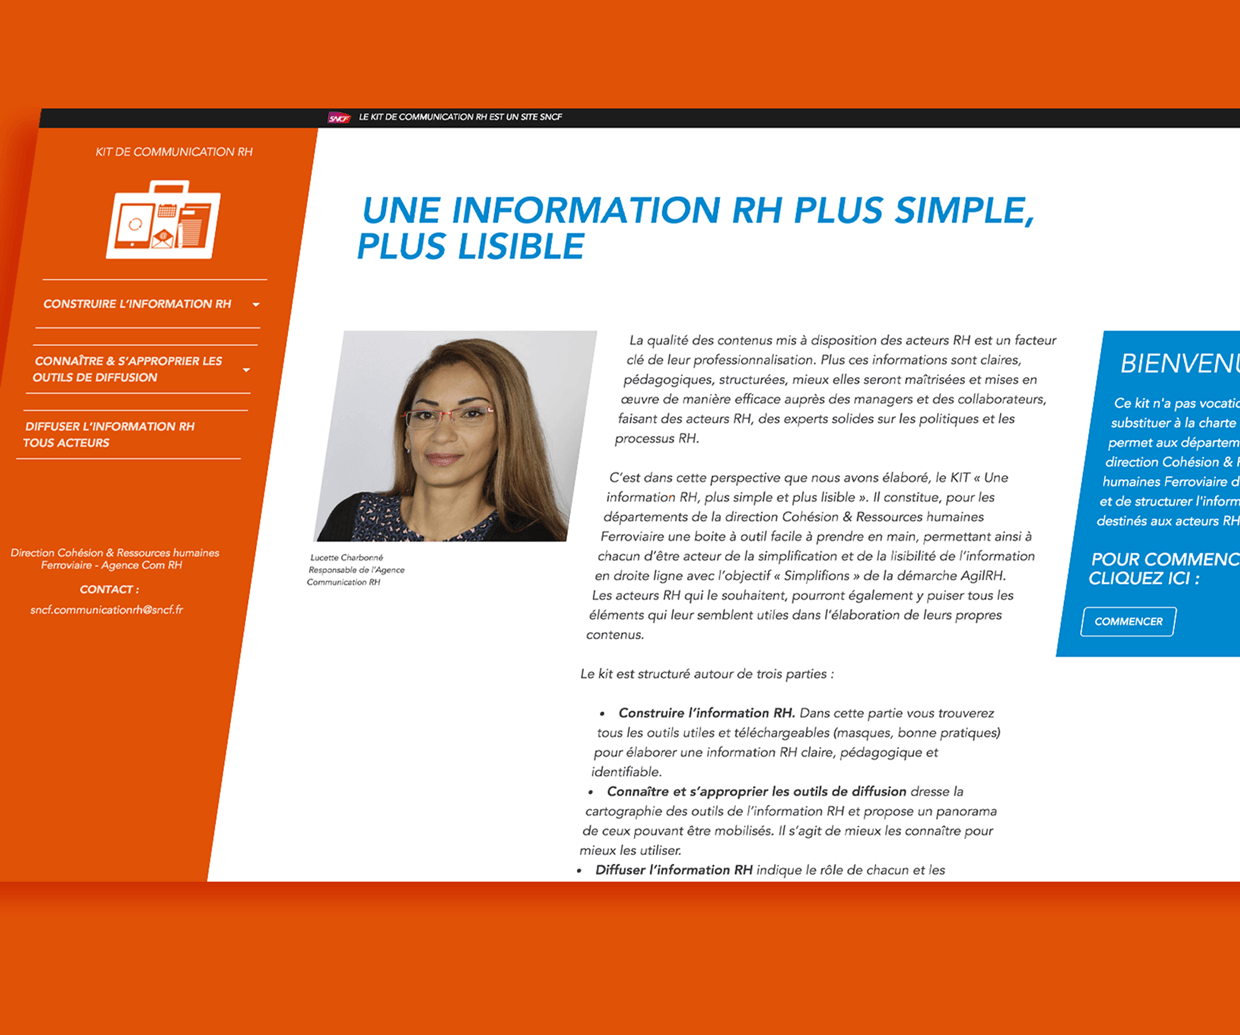 SNCF LE KIT DE COMMUNICATION RH EST UN SITE SNCF
KIT DE COMMUNICATION RH
CONSTRUIRE L'INFORMATION RH
CONNAÎTRE & S'APPROPRIER LES
OUTILS DE DIFFUSION
DIFFUSER L'INFORMATION RH
TOUS ACTEURS
Direction Cohésion & Ressources humaines
Ferroviaire - Agence Com RH
CONTACT :
sncf.communicationrh@sncf.fr
UNE INFORMATION RH PLUS SIMPLE,
PLUS LISIBLE
Lucette Charbonné
Responsable de l'Agence
Communication RH
La qualité des contenus mis à disposition des acteurs RH est un facteur
clé de leur professionnalisation. Plus ces informations sont claires,
pédagogiques, structurées, mieux elles seront maîtrisées et mises en
œuvre de manière efficace auprès des managers et des collaborateurs,
faisant des acteurs RH, des experts solides sur les politiques et les
processus RH.
C'est dans cette perspective que nous avons élaboré, le KIT « Une
information RH, plus simple et plus lisible ». Il constitue, pour les
départements de la direction Cohésion & Ressources humaines
Ferroviaire une boite à outil facile à prendre en main, permettant ainsi à
chacun d'être acteur de la simplification et de la lisibilité de l'information
en droite ligne avec l'objectif « Simplifions » de la démarche AgilRH.
Les acteurs RH qui le souhaitent, pourront également y puiser tous les
éléments qui leur semblent utiles dans l'élaboration de leurs propres
contenus.
Le kit est structuré autour de trois parties :
• Construire l'information RH. Dans cette partie vous trouverez
tous les outils utiles et téléchargeables (masques, bonne pratiques)
pour élaborer une information RH claire, pédagogique et
identifiable.
• Connaître et s'approprier les outils de diffusion dresse la
cartographie des outils de l'information RH et propose un panorama
de ceux pouvant être mobilisés. Il s'agit de mieux les connaître pour
mieux les utiliser.
• Diffuser l'information RH indique le rôle de chacun et les
BIENVENU
Ce kit n'a pas vocatio
substituer à la charte
permet aux départem
direction Cohésion & R
humaines Ferroviaire d
et de structurer l'inform
destinés aux acteurs RH
POUR COMMENC
CLIQUEZ ICI :
COMMENCER